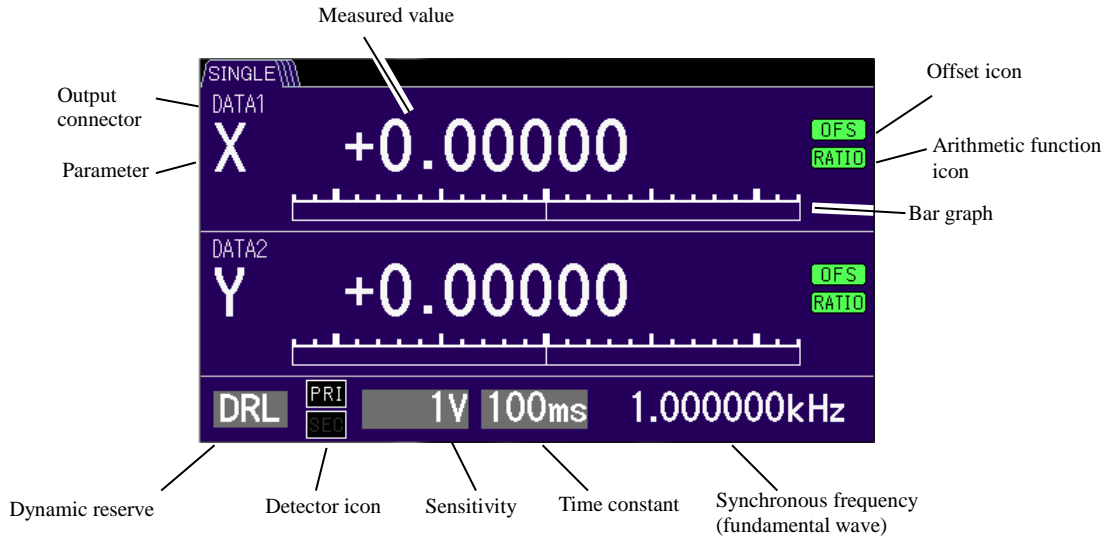 Measured value
SINGLE
Output
connector
DATA1
Offset icon
Parameter
X
+0.00000
OFS
RATIO
Arithmetic function
icon
Bar graph
DATA2
Y
+0.00000
OFS
RATIO
DRL
PRI
SEC
1V
100ms
1.000000kHz
Dynamic reserve
Detector icon
Sensitivity
Time constant
Synchronous frequency
(fundamental wave)